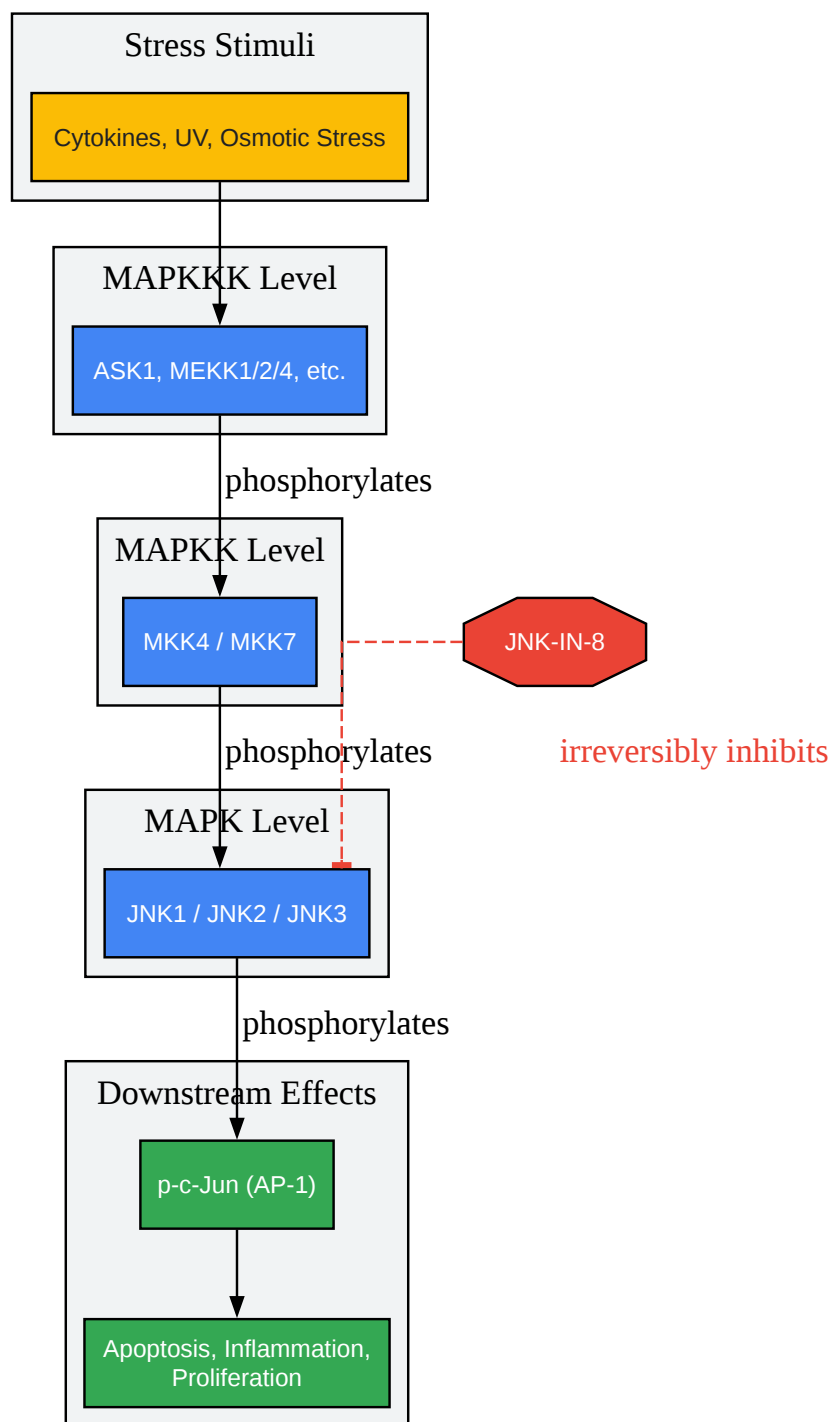 Stress Stimuli
Cytokines, UV, Osmotic Stress
MAPKKK Level
ASK1, MEKK1/2/4, etc.
phosphorylates
MAPKK Level
MKK4 / MKK7
JNK-IN-8
phosphorylates
irreversibly inhibits
MAPK Level
JNK1 / JNK2 / JNK3
phosphorylates
Downstream Effects
p-c-Jun (AP-1)
Apoptosis, Inflammation,
Proliferation